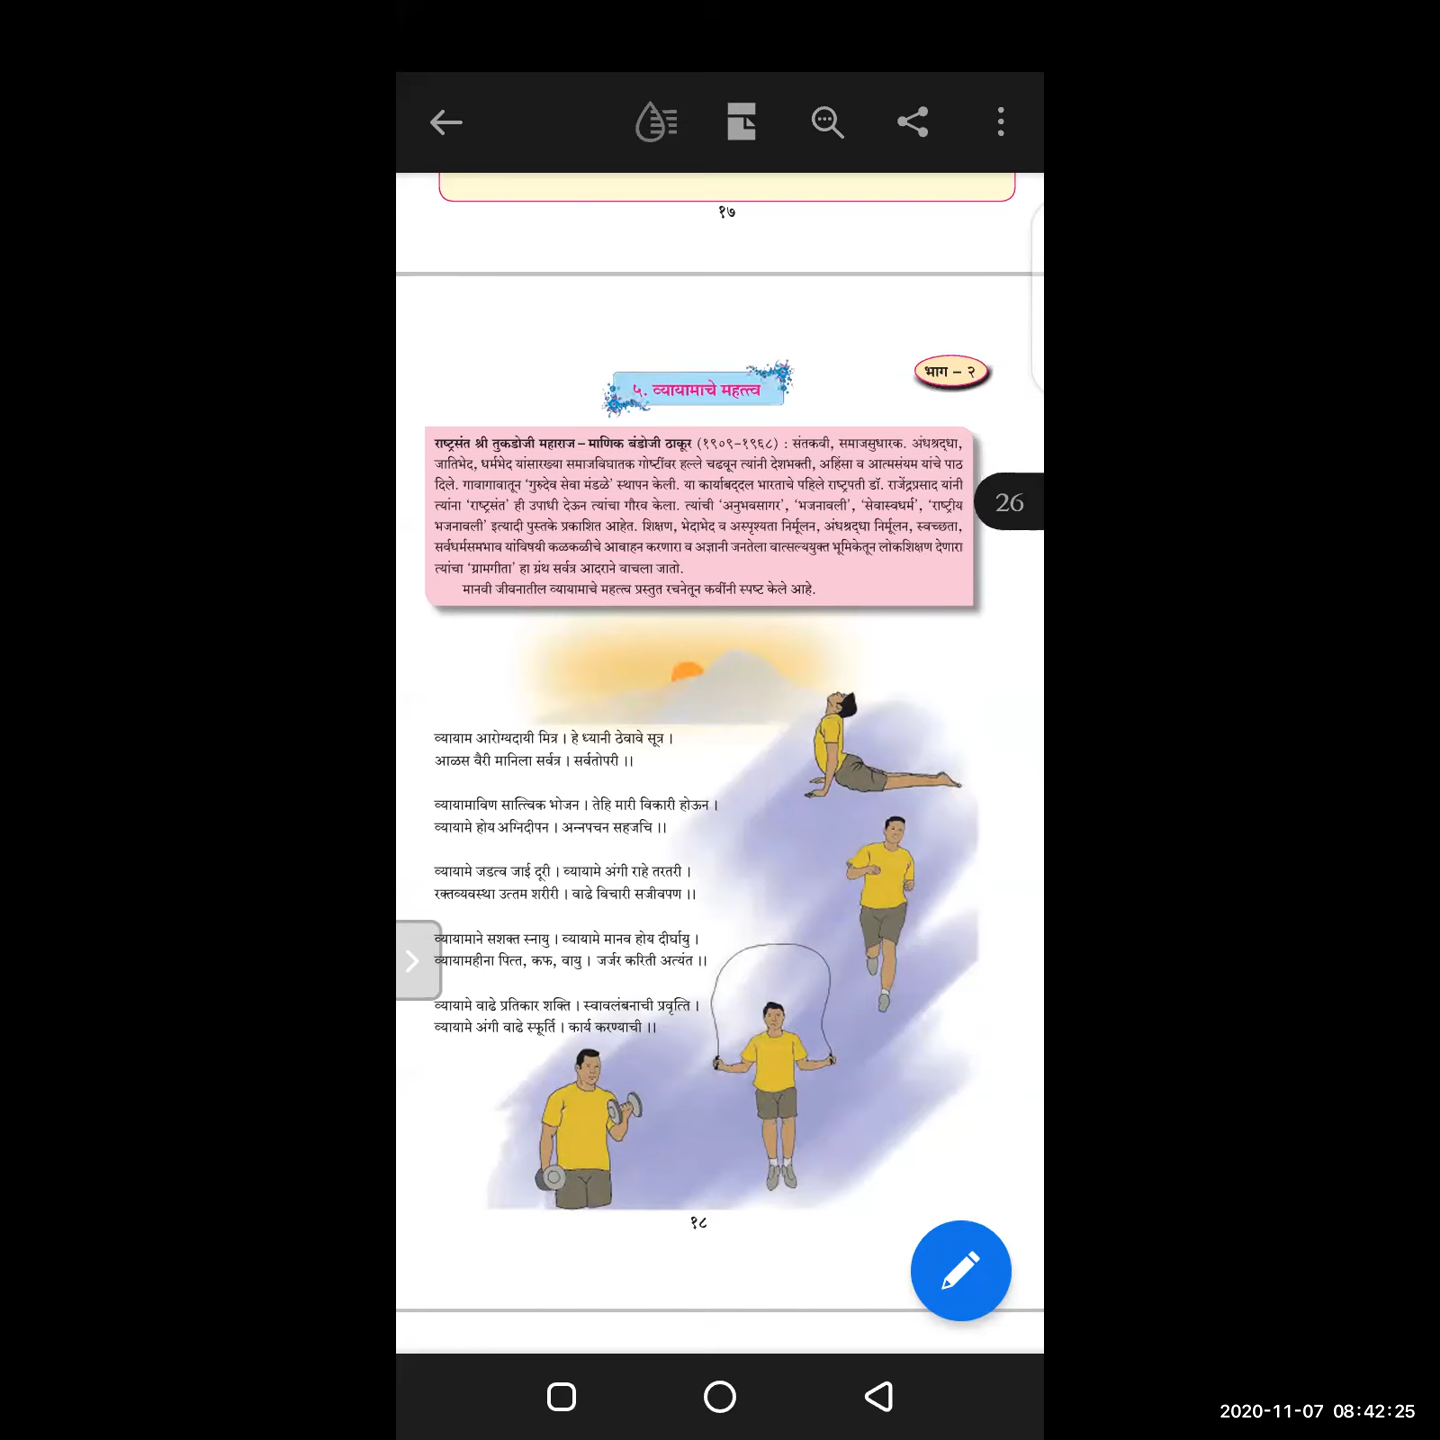 १७
भाग – २
५. व्यायामाचे महत्त्व
राष्ट्रसंत श्री तुकडोजी महाराज – माणिक बंडोजी ठाकूर (१९०९-१९६८) : संतकवी, समाजसुधारक. अंधश्रद्धा,
जातिभेद, धर्मभेद यांसारख्या समाजविघातक गोष्टींवर हल्ले चढवून त्यांनी देशभक्ती, अहिंसा व आत्मसंयम यांचे पाठ
दिले. गावागावातून ‘गुरुदेव सेवा मंडळे’ स्थापन केली. या कार्याबद्दल भारताचे पहिले राष्ट्रपती डॉ. राजेंद्रप्रसाद यांनी
त्यांना ‘राष्ट्रसंत’ ही उपाधी देऊन त्यांचा गौरव केला. त्यांची ‘अनुभवसागर’, ‘भजनावली’, ‘सेवास्वधर्म’, ‘राष्ट्रीय
भजनावली’ इत्यादी पुस्तके प्रकाशित आहेत. शिक्षण, भेदाभेद व अस्पृश्यता निर्मूलन, अंधश्रद्धा निर्मूलन, स्वच्छता,
सर्वधर्मसमभाव यांविषयी कळकळीचे आवाहन करणारा व अज्ञानी जनतेला वात्सल्ययुक्त भूमिकेतून लोकशिक्षण देणारा
त्यांचा ‘ग्रामगीता’ हा ग्रंथ सर्वत्र आदराने वाचला जातो.
मानवी जीवनातील व्यायामाचे महत्त्व प्रस्तुत रचनेतून कवींनी स्पष्ट केले आहे.
26
व्यायाम आरोग्यदायी मित्र । हे ध्यानी ठेवावे सूत्र ।
आळस वैरी मानिला सर्वत्र । सर्वतोपरी ।।
व्यायामाविण सात्त्विक भोजन । तेहि मारी विकारी होऊन ।
व्यायामे होय अग्निदीपन । अन्नपचन सहजचि ।।
व्यायामे जडत्व जाई दूरी । व्यायामे अंगी राहे तरतरी ।
रक्तव्यवस्था उत्तम शरीरी । वाढे विचारी सजीवपण ।।
व्यायामाने सशक्त स्नायु । व्यायामे मानव होय दीर्घायु ।
व्यायामहीना पित्त, कफ, वायु । जर्जर करिती अत्यंत ।।
व्यायामे वाढे प्रतिकार शक्ति । स्वावलंबनाची प्रवृत्ति ।
व्यायामे अंगी वाढे स्फूर्ति । कार्य करण्याची ।।
१८
2020-11-07 08:42:25